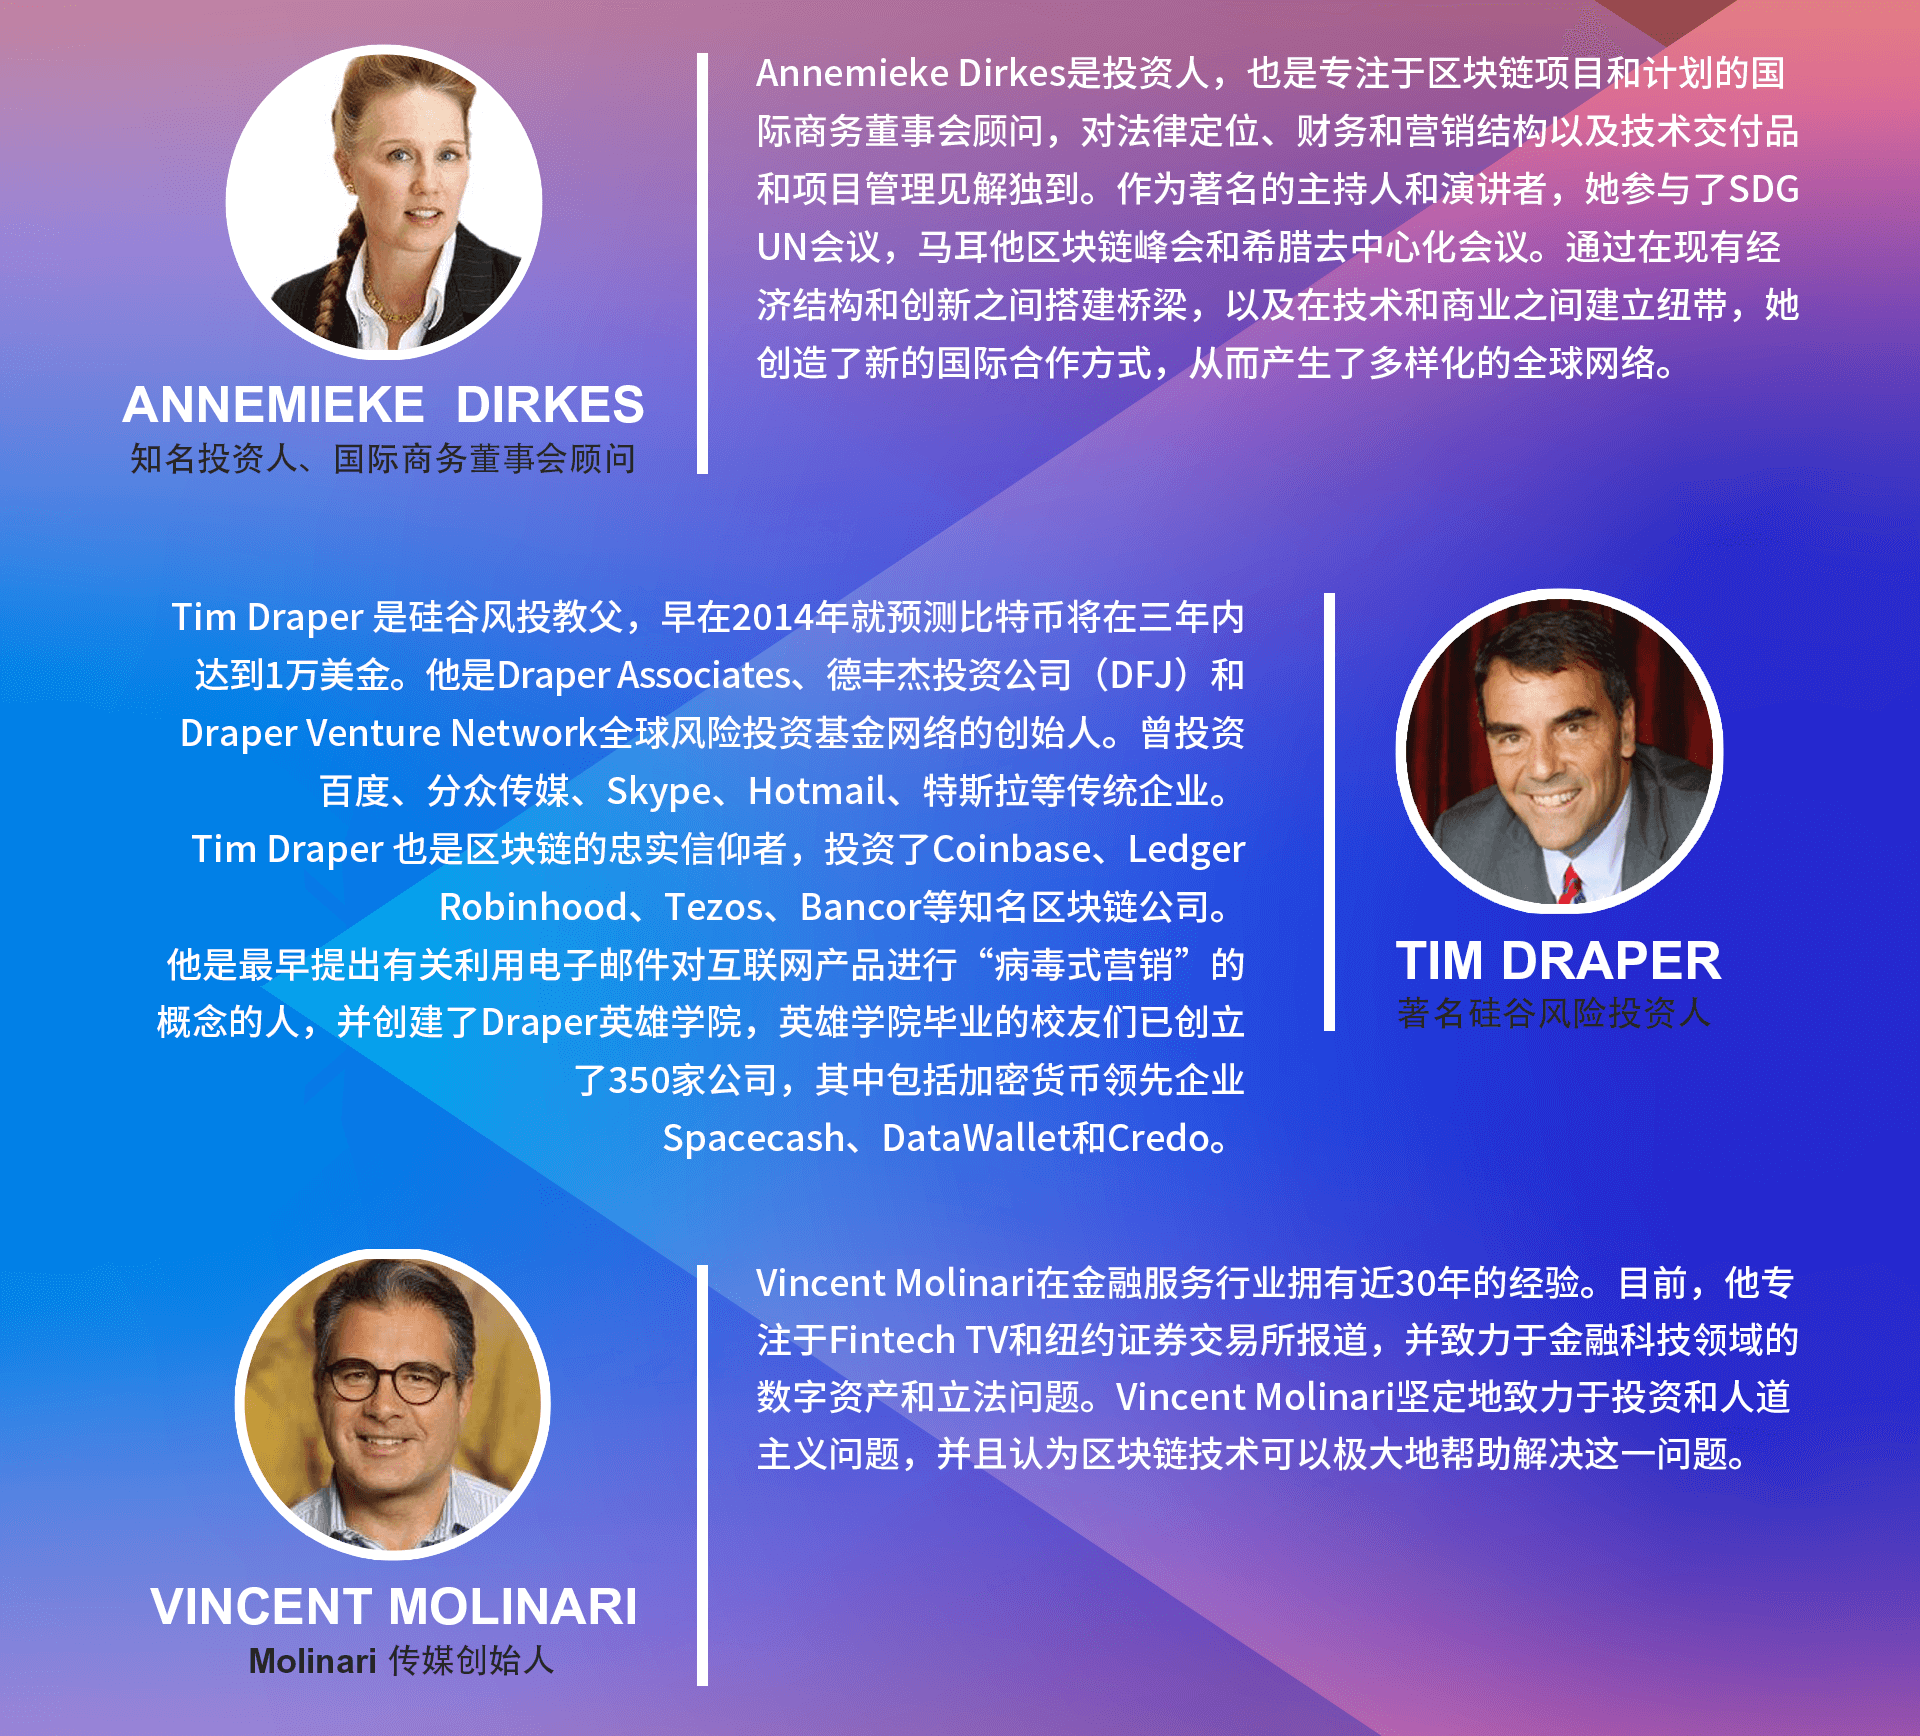 Annemieke Dirkes是投资人，也是专注于区块链项目和计划的国
际商务董事会顾问，对法律定位、财务和营销结构以及技术交付品
和项目管理见解独到。作为著名的主持人和演讲者，她参与了SDG
UN会议，马耳他区块链峰会和希腊去中心化会议。通过在现有经
济结构和创新之间搭建桥梁，以及在技术和商业之间建立纽带，她
创造了新的国际合作方式，从而产生了多样化的全球网络。
ANNEMIEKE DIRKES
知名投资人、国际商务董事会顾问
Tim Draper 是硅谷风投教父，早在2014年就预测比特币将在三年内
达到1万美金。他是Draper Associates、德丰杰投资公司（DFJ）和
Draper Venture Network全球风险投资基金网络的创始人。曾投资
百度、分众传媒、Skype、Hotmail、特斯拉等传统企业。
Tim Draper 也是区块链的忠实信仰者，投资了Coinbase、Ledger
Robinhood、Tezos、Bancor等知名区块链公司。
他是最早提出有关利用电子邮件对互联网产品进行“病毒式营销”的
概念的人，并创建了Draper英雄学院，英雄学院毕业的校友们已创立
了350家公司，其中包括加密货币领先企业
Spacecash、DataWallet和Credo。
TIM DRAPER
著名硅谷风险投资人
Vincent Molinari在金融服务行业拥有近30年的经验。目前，他专
注于Fintech TV和纽约证券交易所报道，并致力于金融科技领域的
数字资产和立法问题。Vincent Molinari坚定地致力于投资和人道
主义问题，并且认为区块链技术可以极大地帮助解决这一问题。
VINCENT MOLINARI
Molinari 传媒创始人